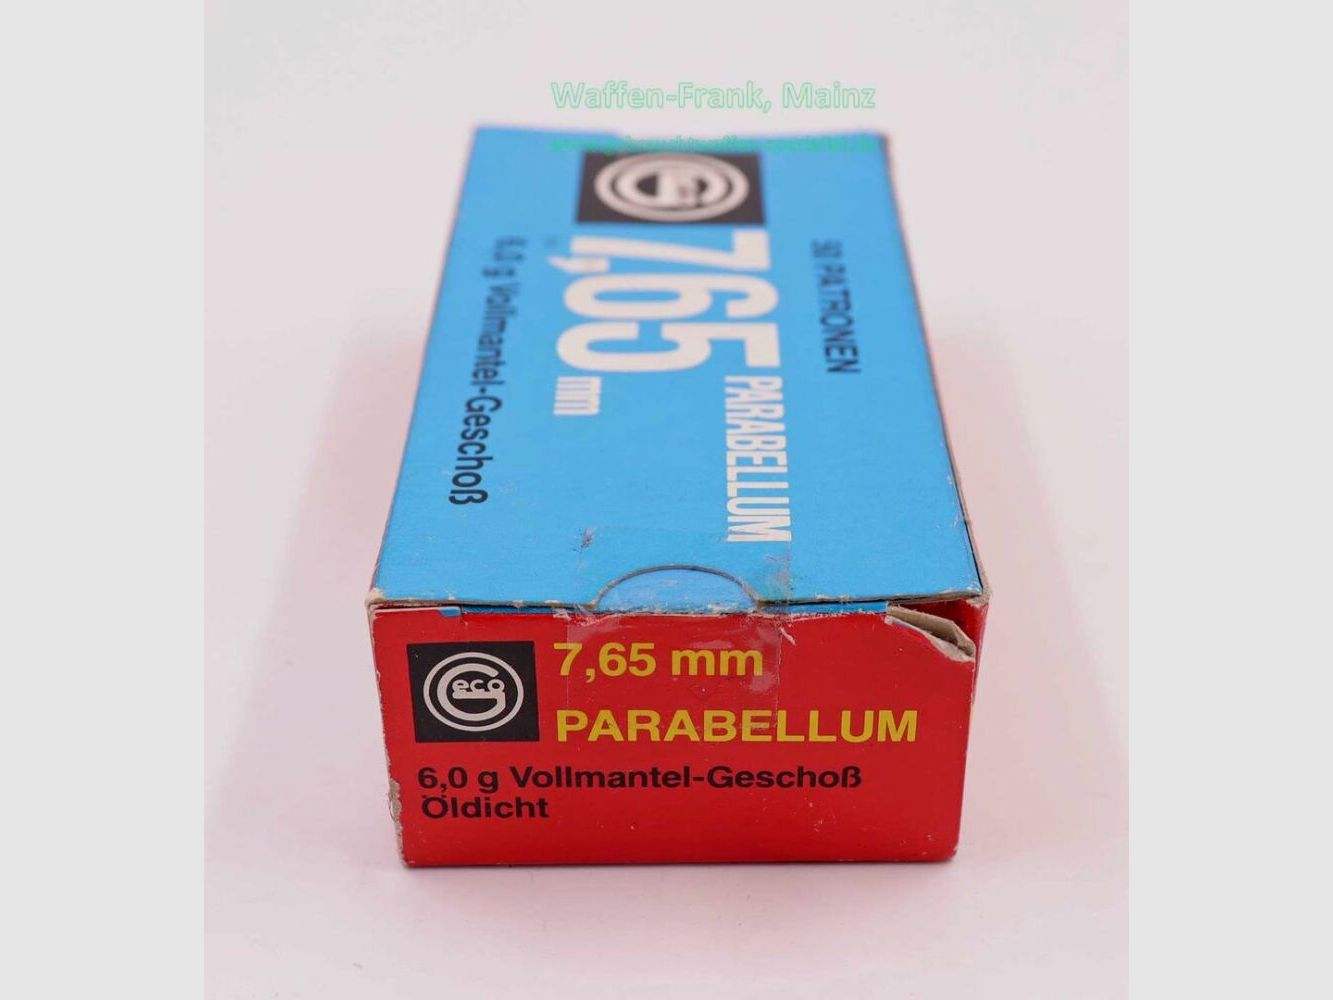 Waffen-Frank, Mainz
50 PATRONEN
7,65 mm
PARABELLUM
6,0 g Vollmantel-Geschoß
Geco
7,65 mm
PARABELLUM
6,0 g Vollmantel-Geschoß
Öldicht